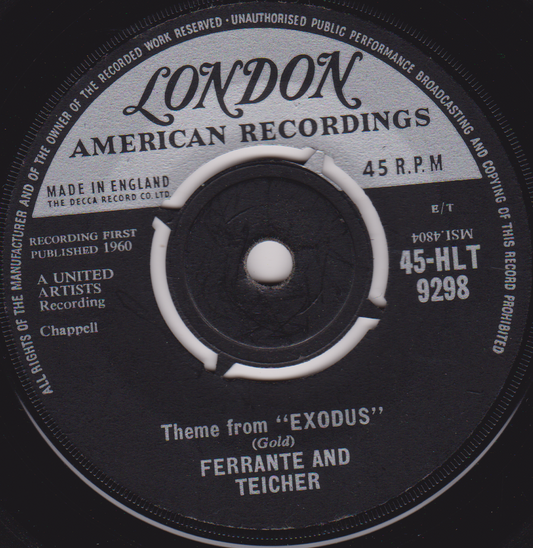 ALL RIGHTS OF THE MANUFACTURER AND OF THE OWNER OF THE RECORDED WORK RESERVED · UNAUTHORISED PUBLIC PERFORMANCE BROADCASTING AND COPYING OF THIS RECORD PROHIBITED
LONDON
AMERICAN RECORDINGS
MADE IN ENGLAND
THE DECCA RECORD CO. LTD.
45 R.P.M
RECORDING FIRST
PUBLISHED 1960
A UNITED
ARTISTS
Recording
Chappell
E/T
MSI.4804
45-HLT
9298
Theme from “EXODUS”
(Gold)
FERRANTE AND
TEICHER